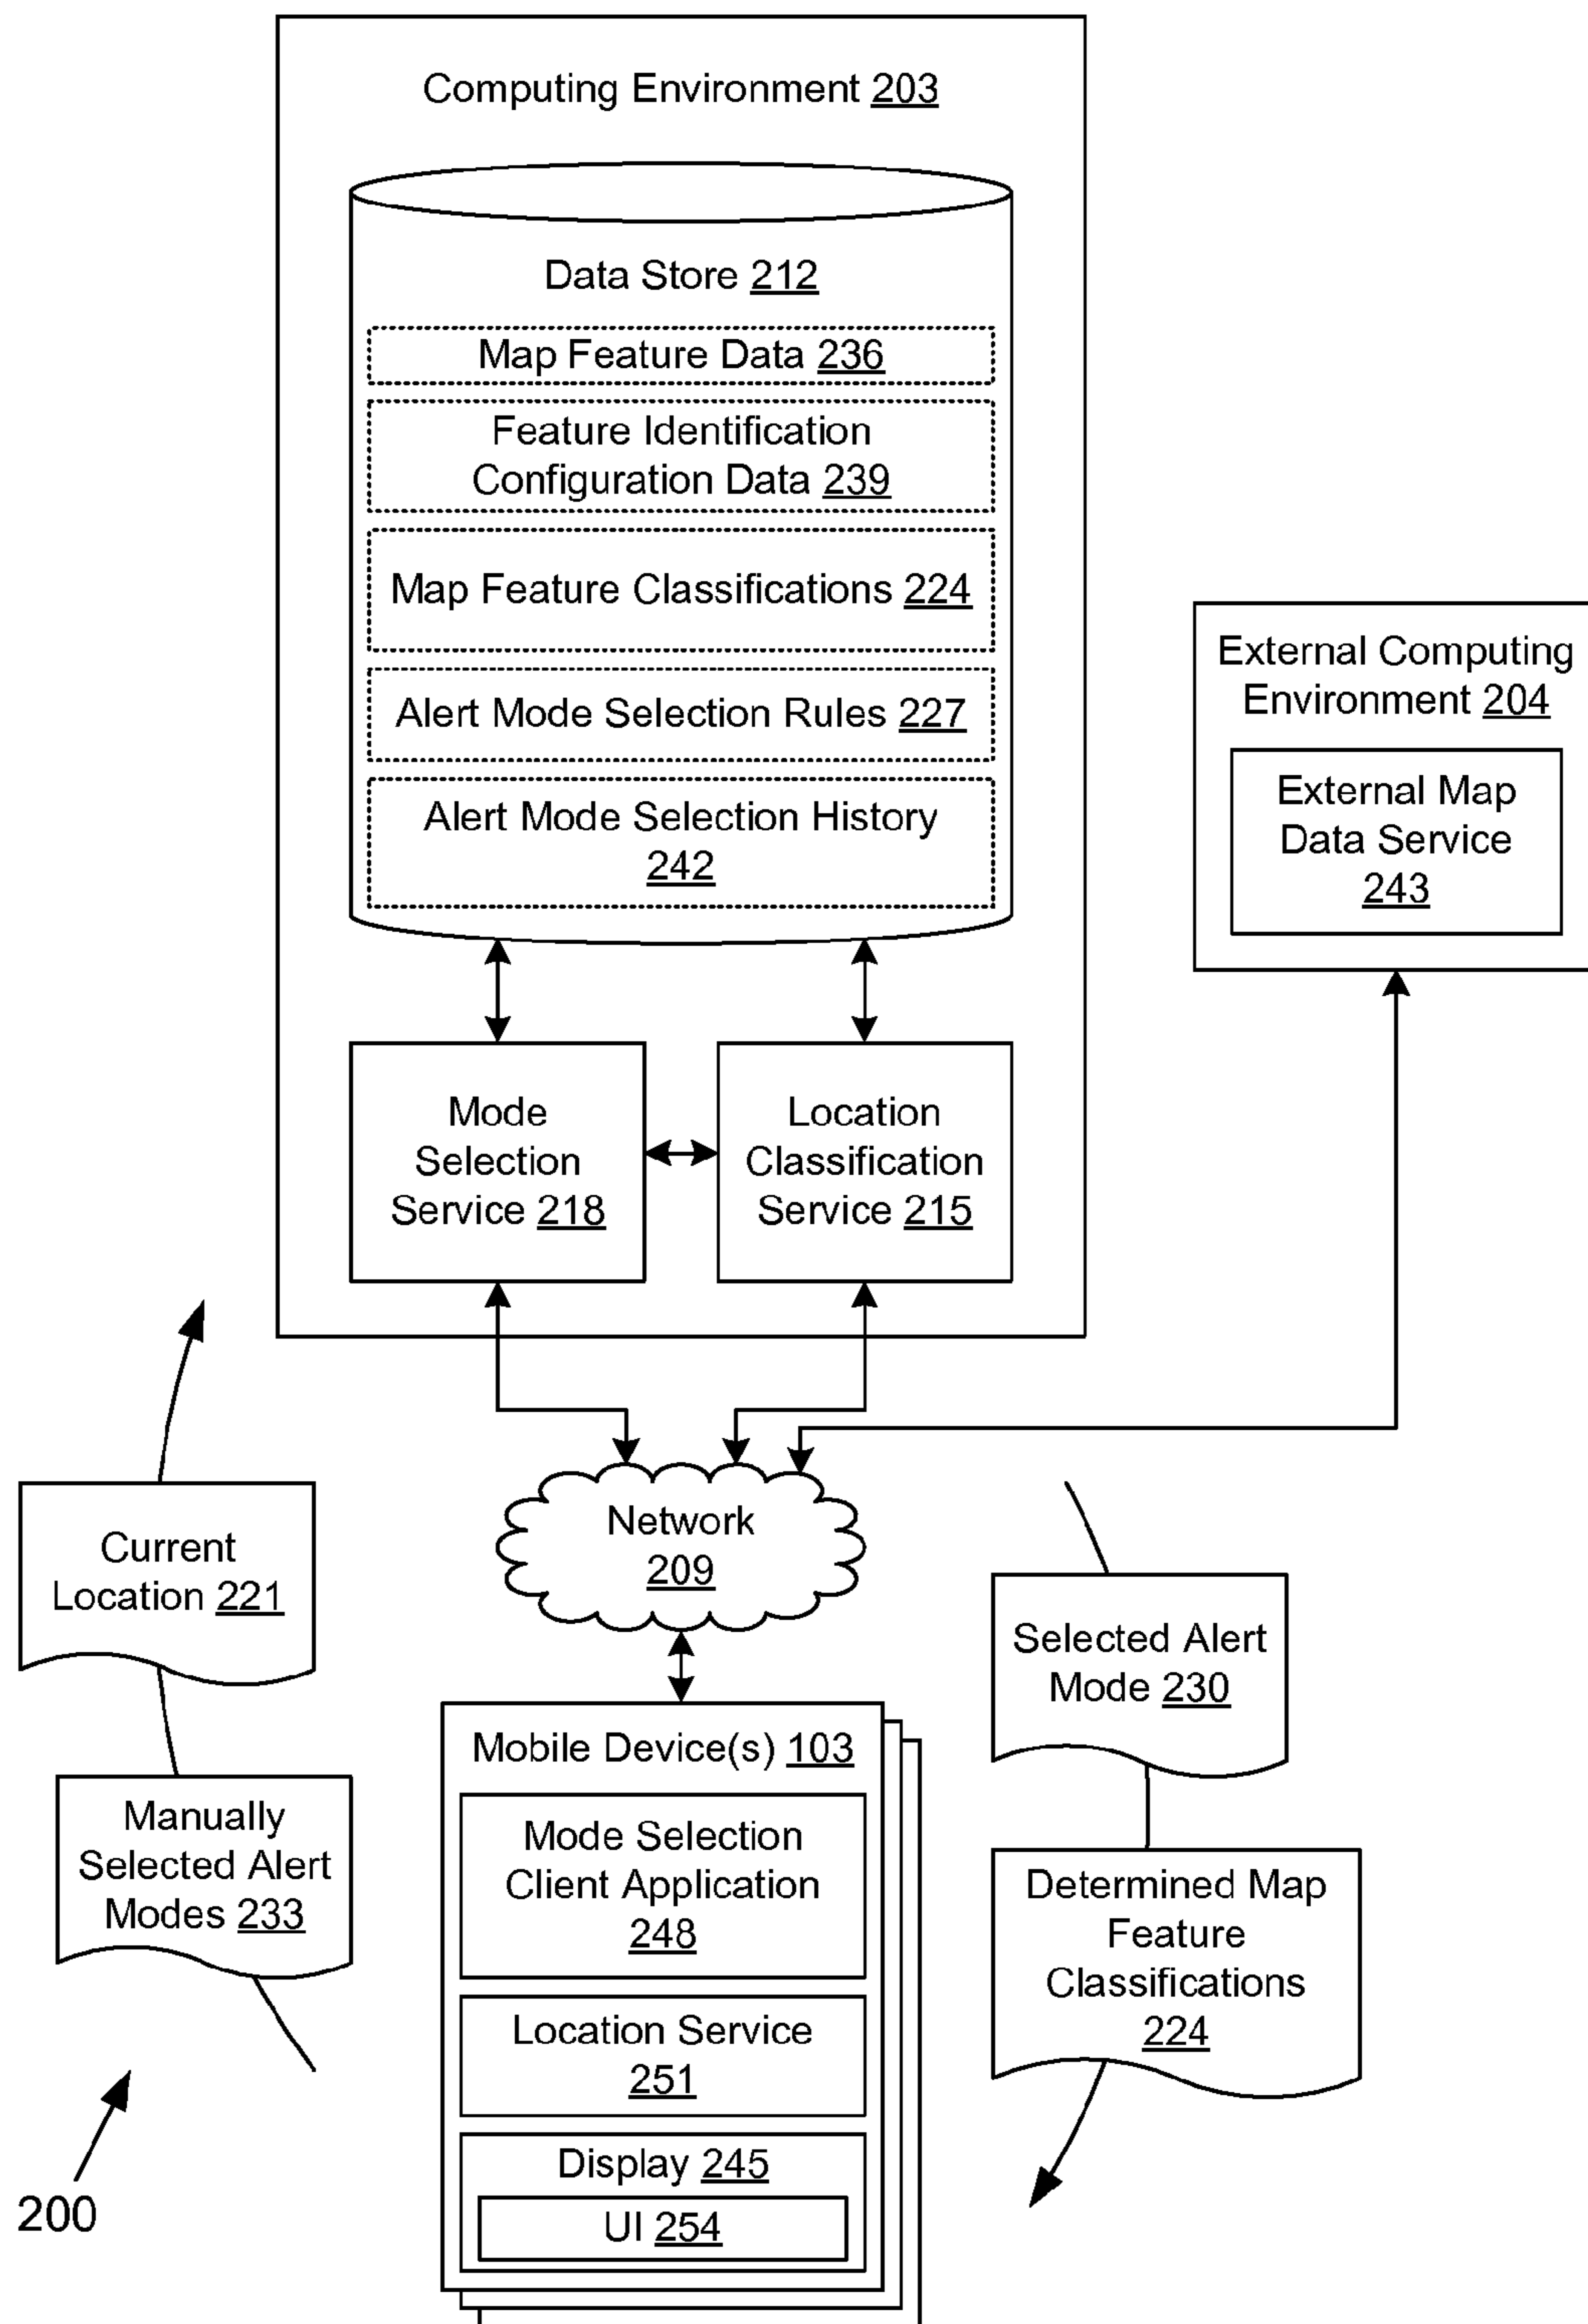 Computing Environment 203
Data Store 212
Map Feature Data 236
Feature Identification
Configuration Data 239
Map Feature Classifications 224
Alert Mode Selection Rules 227
Alert Mode Selection History
242
External Computing
Environment 204
External Map
Data Service
243
Mode
Selection
Service 218
Location
Classification
Service 215
Network
209
Current
Location 221
Manually
Selected Alert
Modes 233
Selected Alert
Mode 230
Determined Map
Feature
Classifications
224
Mobile Device(s) 103
Mode Selection
Client Application
248
Location Service
251
Display 245
UI 254
200